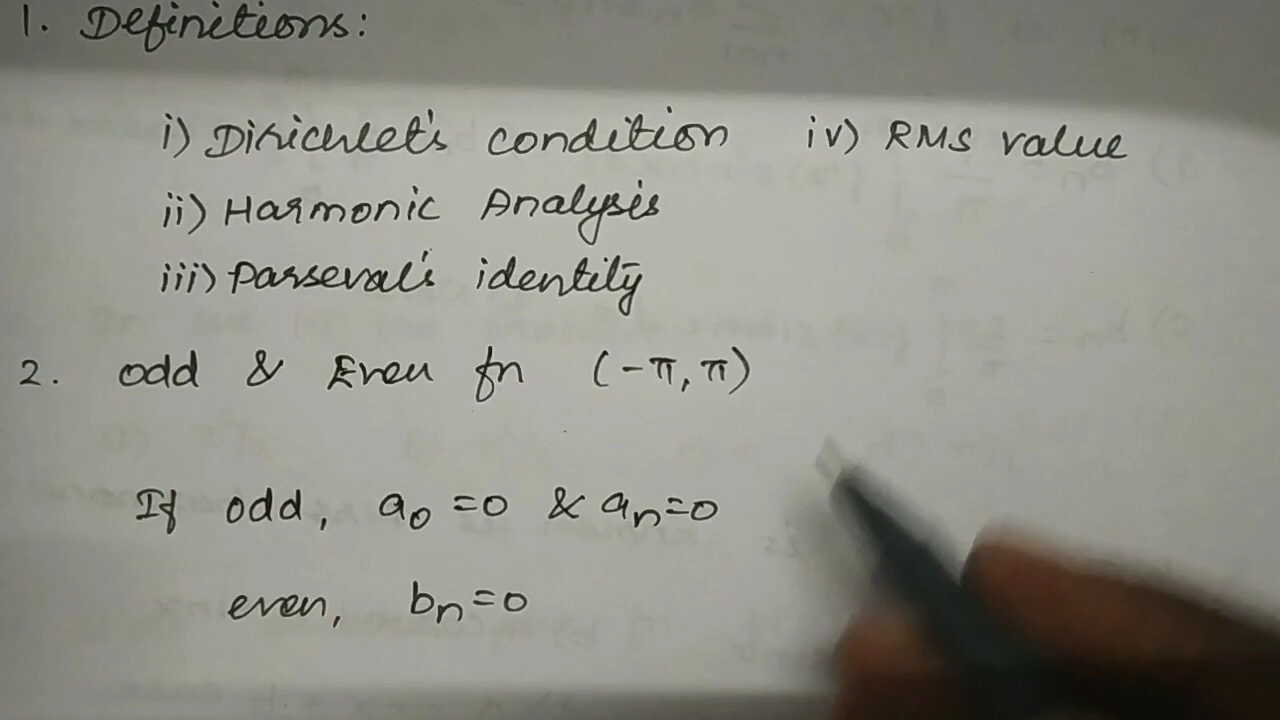 1. Definitions:
i) Dirichlet's condition iv) RMS value
ii) Harmonic Analysis
iii) Parseval's identity
2. odd & Even fn (-π, π)
If odd, a₀ =0 & aₙ=0
even, bₙ=0